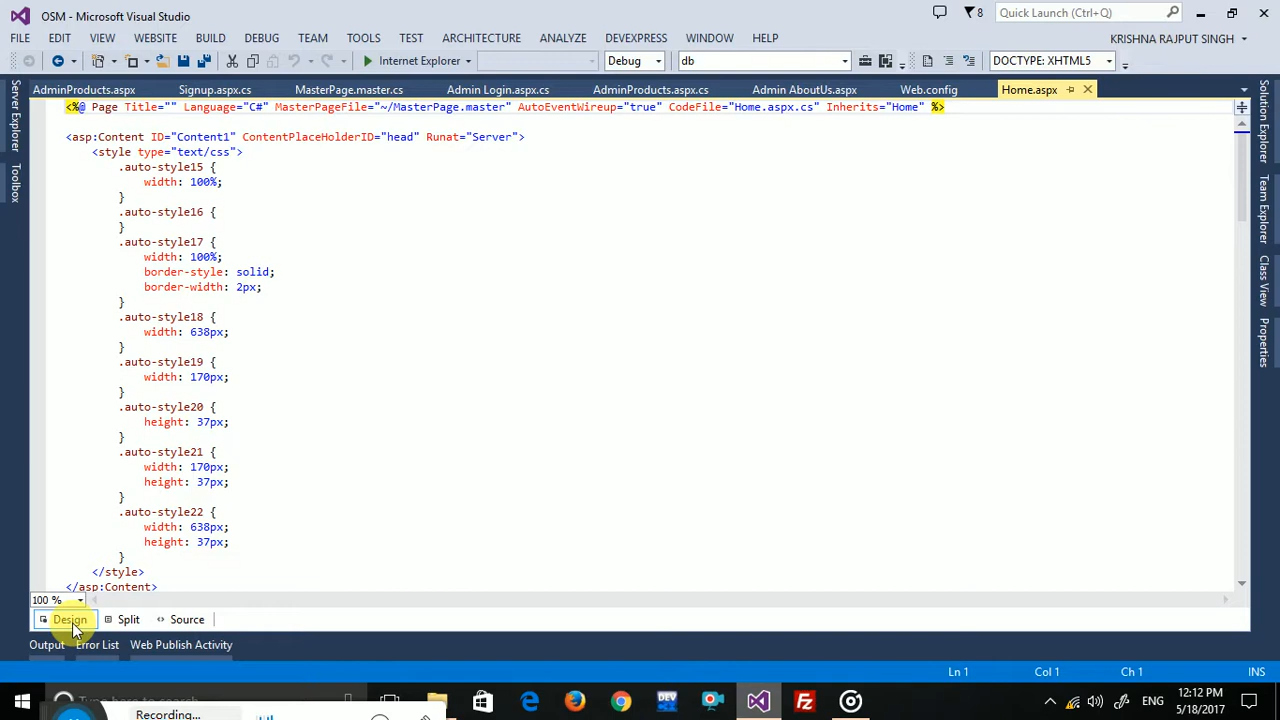 OSM - Microsoft Visual Studio
8
Quick Launch (Ctrl+Q)
FILE EDIT VIEW WEBSITE BUILD DEBUG TEAM TOOLS TEST ARCHITECTURE ANALYZE DEVEXPRESS WINDOW HELP
KRISHNA RAJPUT SINGH
Internet Explorer
Debug
db
DOCTYPE: XHTML5
AdminProducts.aspx Signup.aspx.cs MasterPage.master.cs Admin Login.aspx.cs AdminProducts.aspx.cs Admin AboutUs.aspx Web.config Home.aspx
Server Explorer
Toolbox
Solution Explorer
Team Explorer
Class View
Properties
<%@ Page Title="" Language="C#" MasterPageFile="~/MasterPage.master" AutoEventWireup="true" CodeFile="Home.aspx.cs" Inherits="Home" %>
<asp:Content ID="Content1" ContentPlaceHolderID="head" Runat="Server">
<style type="text/css">
.auto-style15 {
width: 100%;
}
.auto-style16 {
}
.auto-style17 {
width: 100%;
border-style: solid;
border-width: 2px;
}
.auto-style18 {
width: 638px;
}
.auto-style19 {
width: 170px;
}
.auto-style20 {
height: 37px;
}
.auto-style21 {
width: 170px;
height: 37px;
}
.auto-style22 {
width: 638px;
height: 37px;
}
</style>
</asp:Content>
100 %
Design Split Source
Output Error List Web Publish Activity
Ln 1 Col 1 Ch 1 INS
Type here to search
Recording...
DEV
ENG
12:12 PM
5/18/2017